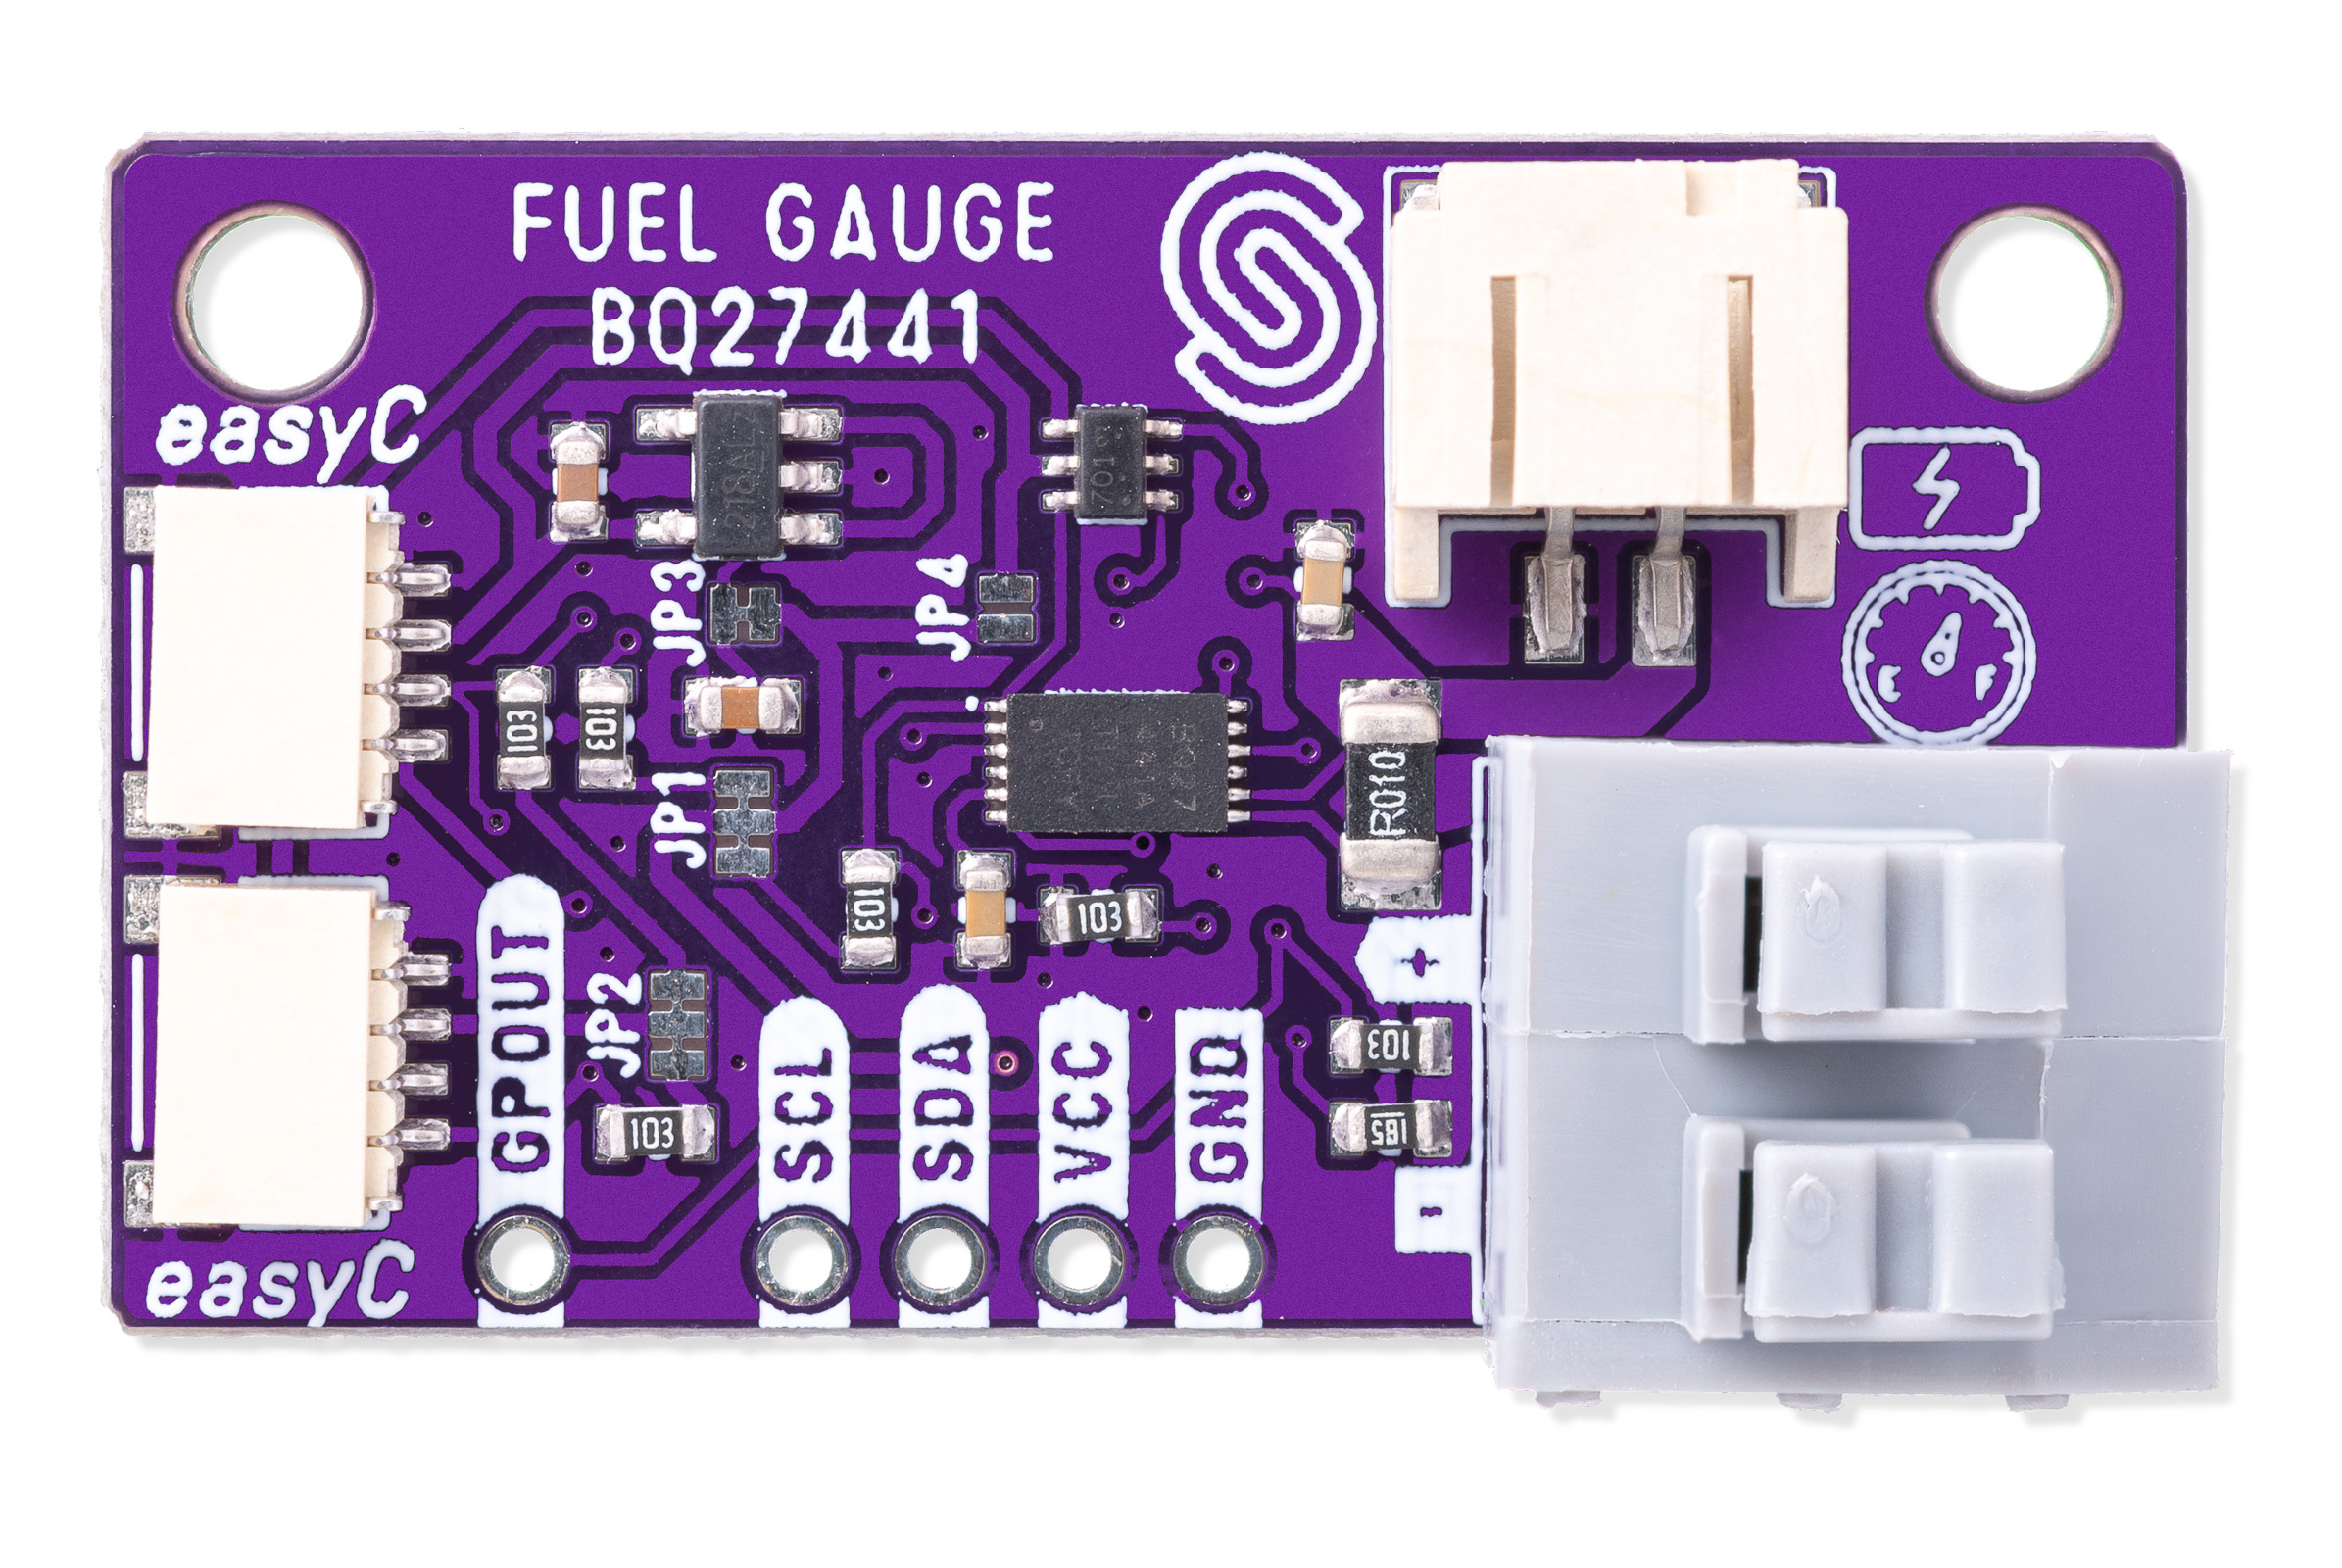 FUEL GAUGE
BQ27441
easyC
JP3
JP4
E
F
103
103
R010
JP1
103
103
+
GPOUT
JP2
SCL
SDA
VCC
GND
103
103
185
-
easyC